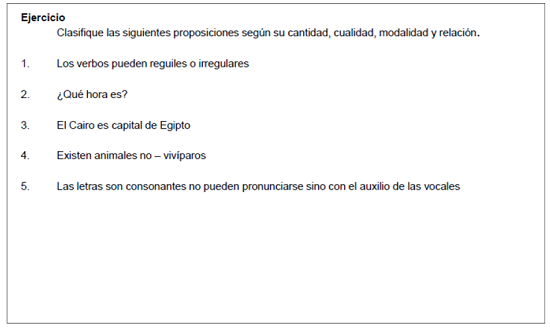 Ejercicio
Clasifique las siguientes proposiciones según su cantidad, cualidad, modalidad y relación.
1. Los verbos pueden reguiles o irregulares
2. ¿Qué hora es?
3. El Cairo es capital de Egipto
4. Existen animales no – vivíparos
5. Las letras son consonantes no pueden pronunciarse sino con el auxilio de las vocales